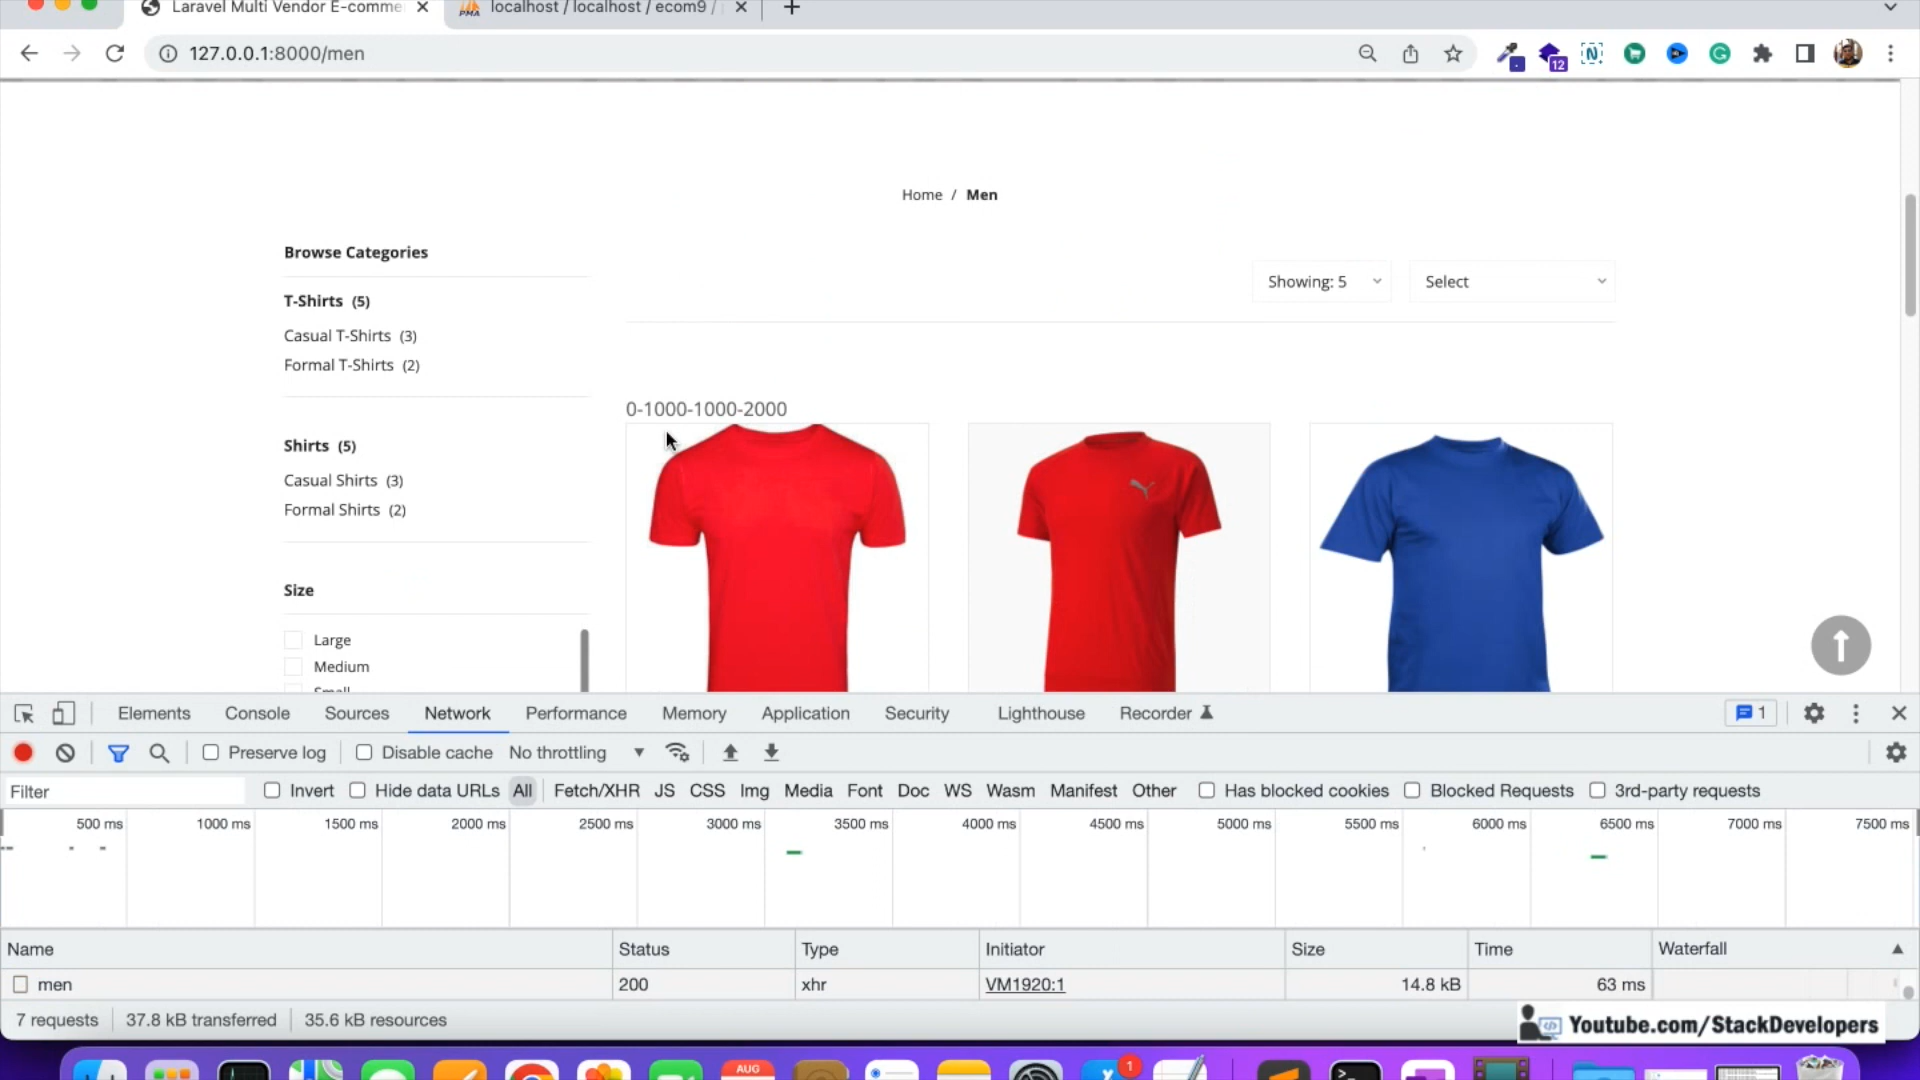 Laravel Multi Vendor E-comme
localhost / localhost / ecom9 /
127.0.0.1:8000/men
12
Home / Men
Browse Categories
T-Shirts (5)
Casual T-Shirts (3)
Formal T-Shirts (2)
Showing: 5
Select
0-1000-1000-2000
Shirts (5)
Casual Shirts (3)
Formal Shirts (2)
Size
Large
Medium
Small
Elements Console Sources Network Performance Memory Application Security Lighthouse Recorder 1
Preserve log Disable cache No throttling
Filter Invert Hide data URLs All Fetch/XHR JS CSS Img Media Font Doc WS Wasm Manifest Other Has blocked cookies Blocked Requests 3rd-party requests
500 ms 1000 ms 1500 ms 2000 ms 2500 ms 3000 ms 3500 ms 4000 ms 4500 ms 5000 ms 5500 ms 6000 ms 6500 ms 7000 ms 7500 ms
Name Status Type Initiator Size Time Waterfall
men 200 xhr VM1920:1 14.8 kB 63 ms
7 requests 37.8 kB transferred 35.6 kB resources
Youtube.com/StackDevelopers
AUG
1